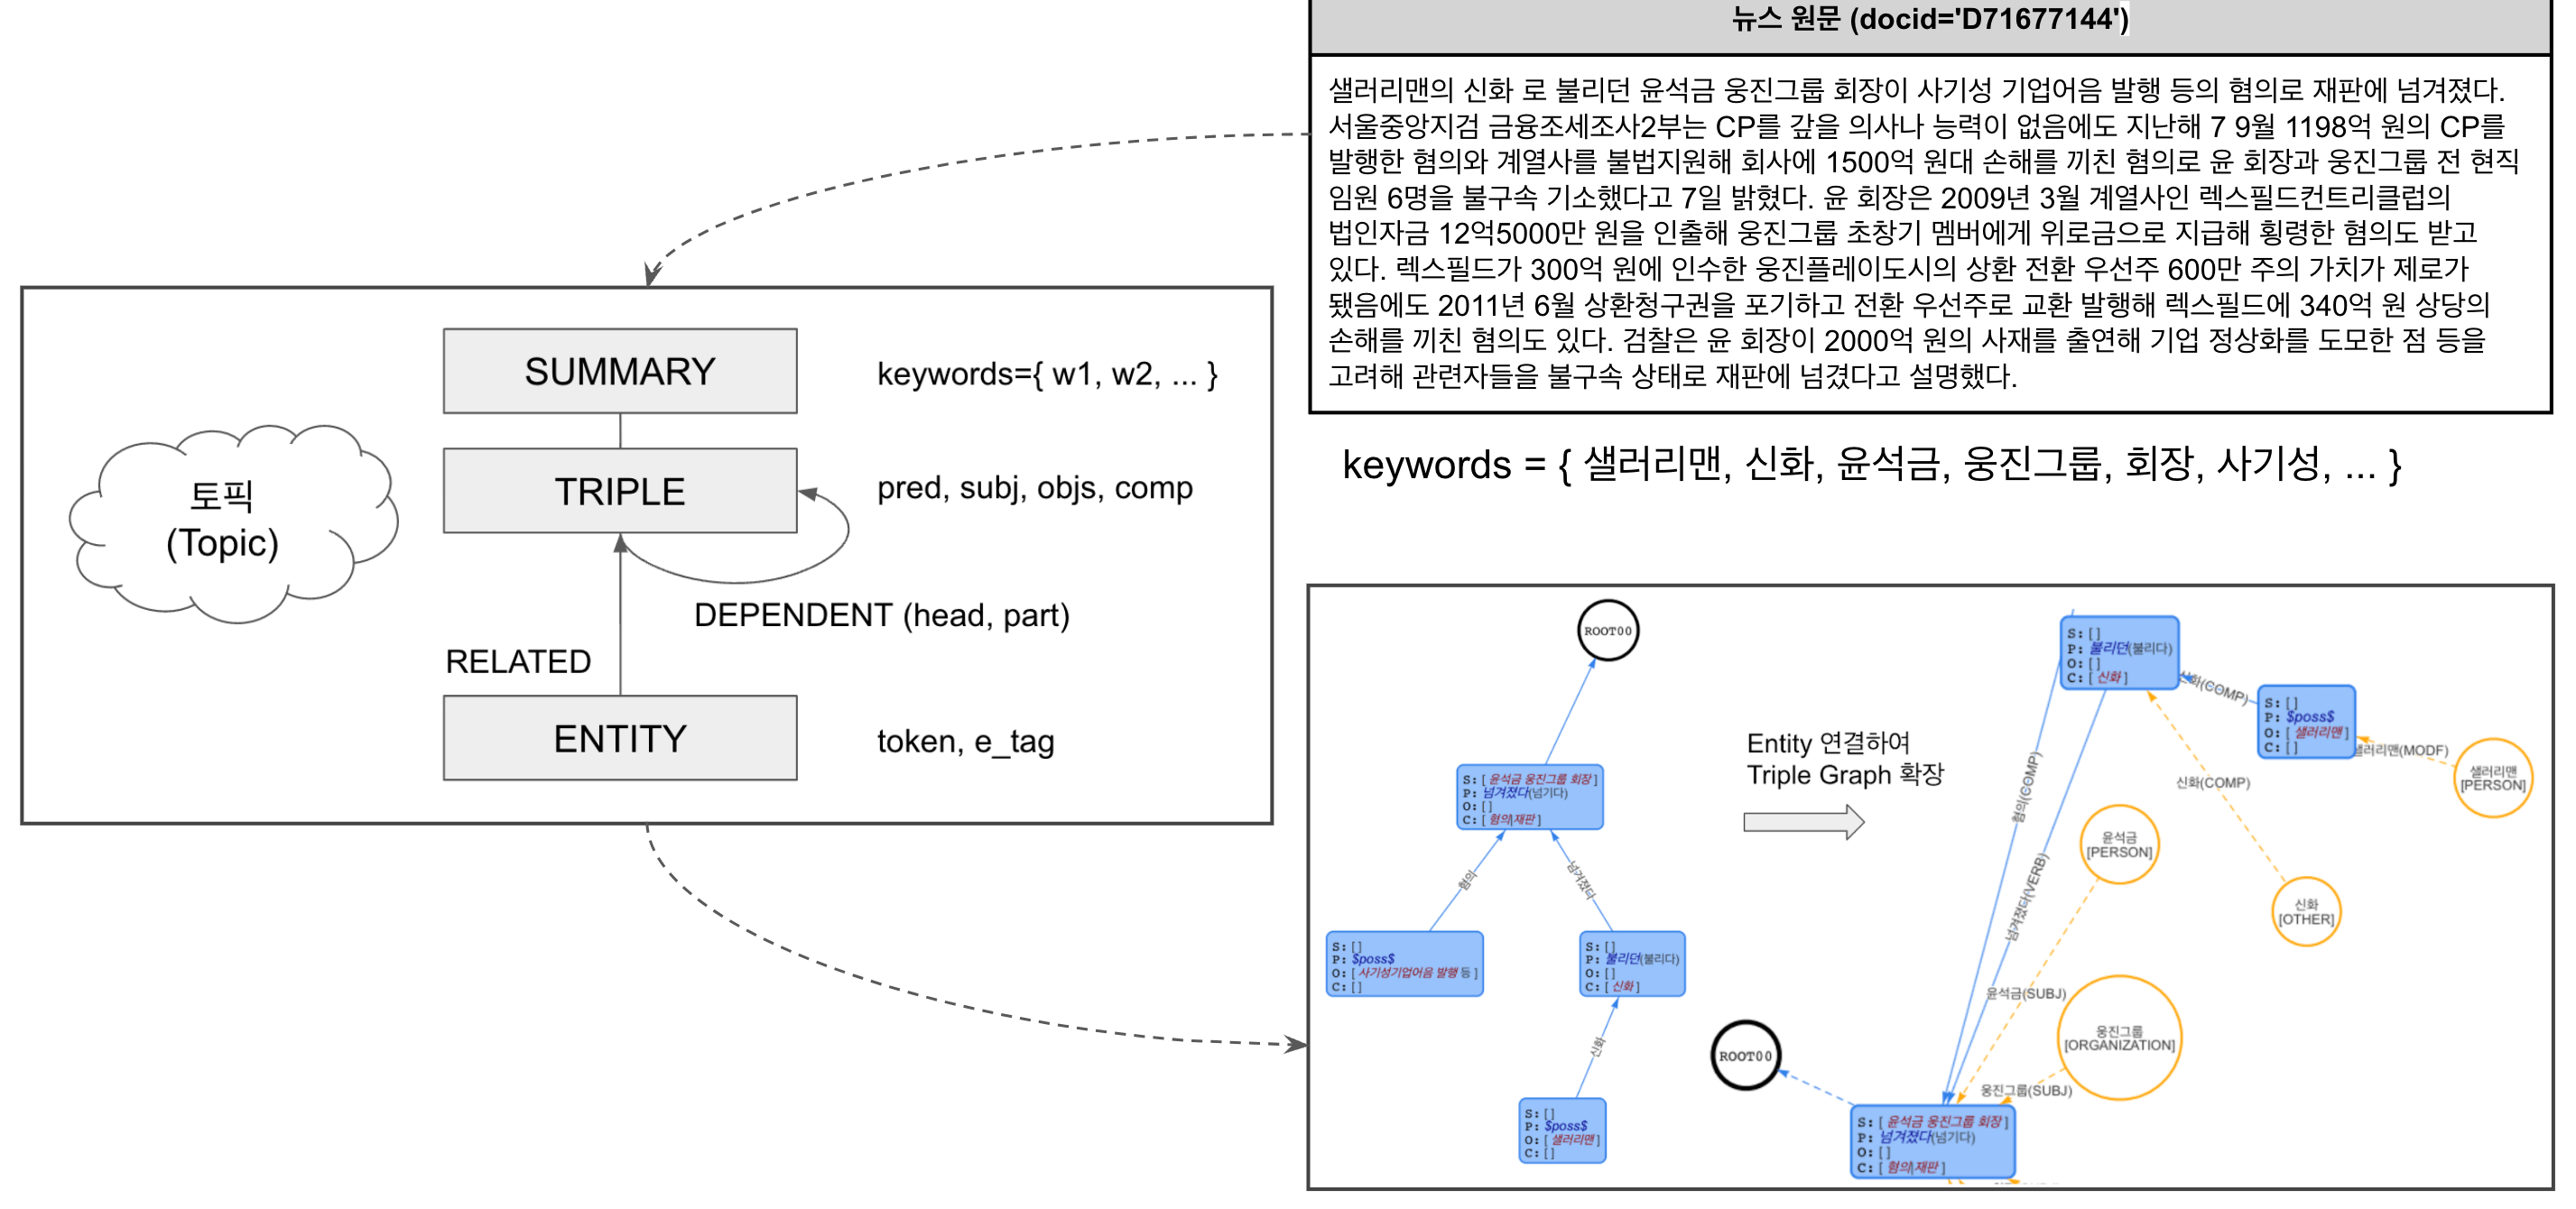 뉴스 원문 (docid='D71677144')
샐러리맨의 신화 로 불리던 윤석금 웅진그룹 회장이 사기성 기업어음 발행 등의 혐의로 재판에 넘겨졌다.
서울중앙지검 금융조세조사2부는 CP를 갚을 의사나 능력이 없음에도 지난해 7 9월 1198억 원의 CP를
발행한 혐의와 계열사를 불법지원해 회사에 1500억 원대 손해를 끼친 혐의로 윤 회장과 웅진그룹 전 현직
임원 6명을 불구속 기소했다고 7일 밝혔다. 윤 회장은 2009년 3월 계열사인 렉스필드컨트리클럽의
법인자금 12억5000만 원을 인출해 웅진그룹 초창기 멤버에게 위로금으로 지급해 횡령한 혐의도 받고
있다. 렉스필드가 300억 원에 인수한 웅진플레이도시의 상환 전환 우선주 600만 주의 가치가 제로가
됐음에도 2011년 6월 상환청구권을 포기하고 전환 우선주로 교환 발행해 렉스필드에 340억 원 상당의
손해를 끼친 혐의도 있다. 검찰은 윤 회장이 2000억 원의 사재를 출연해 기업 정상화를 도모한 점 등을
고려해 관련자들을 불구속 상태로 재판에 넘겼다고 설명했다.
keywords = { 샐러리맨, 신화, 윤석금, 웅진그룹, 회장, 사기성, ... }
토픽
(Topic)
SUMMARY
keywords={ w1, w2, ... }
TRIPLE
pred, subj, objs, comp
DEPENDENT (head, part)
RELATED
ENTITY
token, e_tag
ROOT00
S: [ 윤석금 웅진그룹 회장 ]
P: 넘겨졌다(넘기다)
O: []
C: [ 혐의|재판 ]
혐의
넘겨졌다
S: []
P: $poss$
O: [ 사기성기업어음 발행 등 ]
C: []
S: []
P: 불리던(불리다)
O: []
C: [ 신화 ]
신화
S: []
P: $poss$
O: [ 샐러리맨 ]
C: []
Entity 연결하여
Triple Graph 확장
S: []
P: 불리던(불리다)
O: []
C: [ 신화 ]
신화(COMP)
S: []
P: $poss$
O: [ 샐러리맨 ]
C: []
샐러리맨(MODF)
샐러리맨
[PERSON]
신화(COMP)
혐의(COMP)
윤석금
[PERSON]
넘겨졌다(VERB)
신화
[OTHER]
윤석금(SUBJ)
웅진그룹
[ORGANIZATION]
웅진그룹(SUBJ)
ROOT00
S: [ 윤석금 웅진그룹 회장 ]
P: 넘겨졌다(넘기다)
O: []
C: [ 혐의|재판 ]